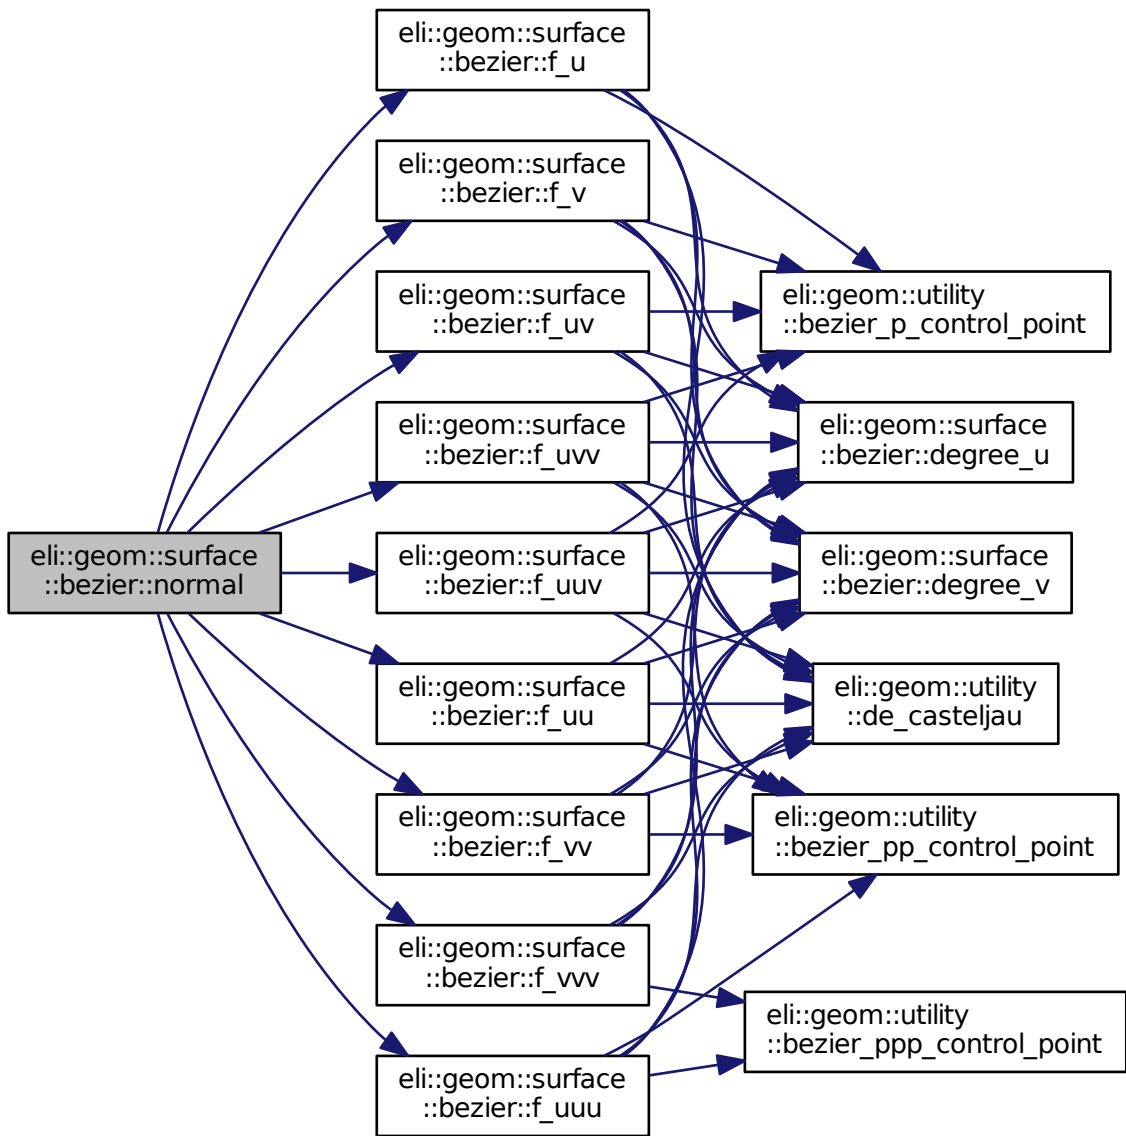 eli::geom::surface
::bezier::normal
eli::geom::surface
::bezier::f_u
eli::geom::surface
::bezier::f_v
eli::geom::surface
::bezier::f_uv
eli::geom::surface
::bezier::f_uvv
eli::geom::surface
::bezier::f_uuv
eli::geom::surface
::bezier::f_uu
eli::geom::surface
::bezier::f_vv
eli::geom::surface
::bezier::f_vvv
eli::geom::surface
::bezier::f_uuu
eli::geom::utility
::bezier_p_control_point
eli::geom::surface
::bezier::degree_u
eli::geom::surface
::bezier::degree_v
eli::geom::utility
::de_casteljau
eli::geom::utility
::bezier_pp_control_point
eli::geom::utility
::bezier_ppp_control_point